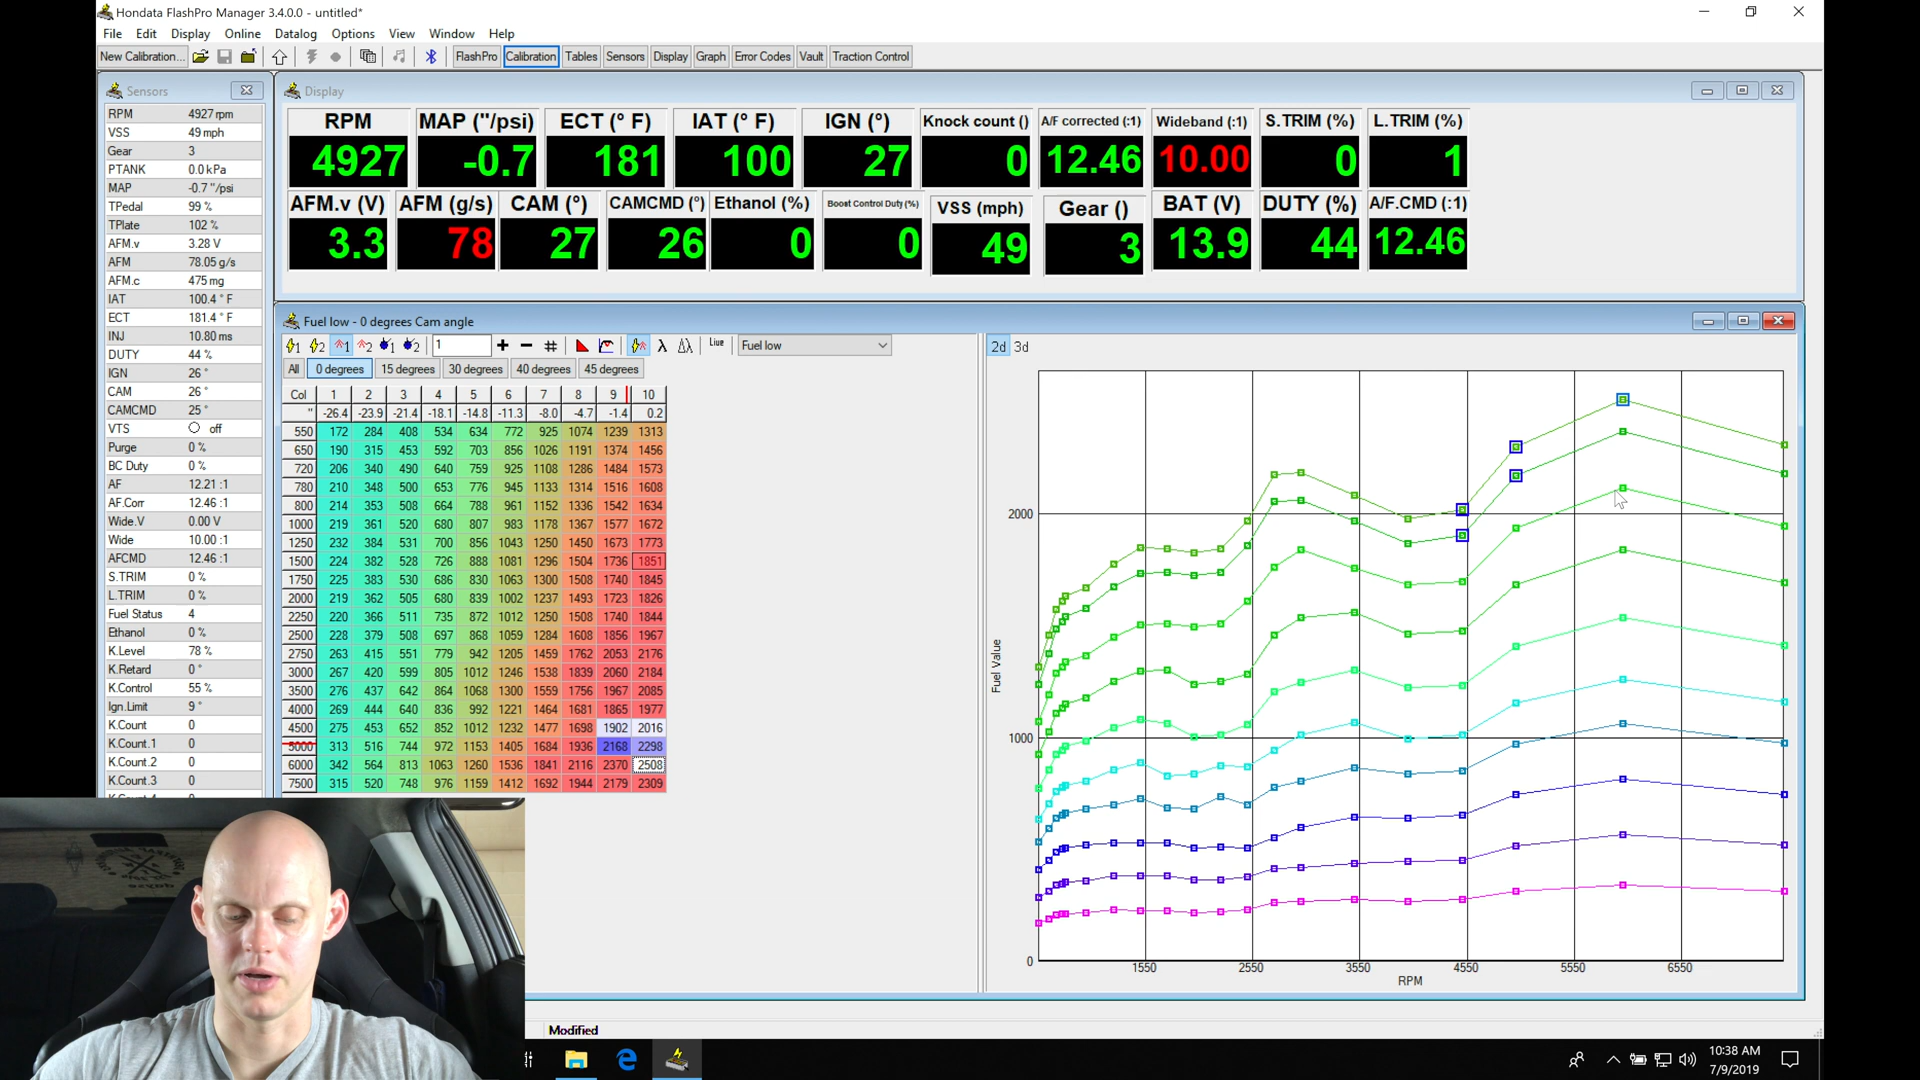 Hondata FlashPro Manager 3.4.0.0 - untitled*
File Edit Display Online Datalog Options View Window Help
New Calibration... FlashPro Calibration Tables Sensors Display Graph Error Codes Vault Traction Control
Sensors
RPM 4927 rpm
VSS 49 mph
Gear 3
PTANK 0.0 kPa
MAP -0.7 "/psi
TPedal 99 %
TPlate 102 %
AFM.v 3.28 V
AFM 78.05 g/s
AFM.c 475 mg
IAT 100.4 ° F
ECT 181.4 ° F
INJ 10.80 ms
DUTY 44 %
IGN 26 °
CAM 26 °
CAMCMD 25 °
VTS off
Purge 0 %
BC Duty 0 %
AF 12.21 :1
AF.Corr 12.46 :1
Wide.V 0.00 V
Wide 10.00 :1
AFCMD 12.46 :1
S.TRIM 0 %
L.TRIM 0 %
Fuel Status 4
Ethanol 0 %
K.Level 78 %
K.Retard 0 °
K.Control 55 %
Ign.Limit 9 °
K.Count 0
K.Count.1 0
K.Count.2 0
K.Count.3 0
Display
RPM MAP ("/psi) ECT (° F) IAT (° F) IGN (°) Knock count () A/F corrected (:1) Wideband (:1) S.TRIM (%) L.TRIM (%)
4927 -0.7 181 100 27 0 12.46 10.00 0 1
AFM.v (V) AFM (g/s) CAM (°) CAMCMD (°) Ethanol (%) Boost Control Duty (%) VSS (mph) Gear () BAT (V) DUTY (%) A/F.CMD (:1)
3.3 78 27 26 0 0 49 3 13.9 44 12.46
Fuel low - 0 degrees Cam angle
1 2 1 2 1 2 1 + - # λ Δλ Live Fuel low
All 0 degrees 15 degrees 30 degrees 40 degrees 45 degrees
Col 1 2 3 4 5 6 7 8 9 10
" -26.4 -23.9 -21.4 -18.1 -14.8 -11.3 -8.0 -4.7 -1.4 0.2
550 172 284 408 534 634 772 925 1074 1239 1313
650 190 315 453 592 703 856 1026 1191 1374 1456
720 206 340 490 640 759 925 1108 1286 1484 1573
780 210 348 500 653 776 945 1133 1314 1516 1608
800 214 353 508 664 788 961 1152 1336 1542 1634
1000 219 361 520 680 807 983 1178 1367 1577 1672
1250 232 384 531 700 856 1043 1250 1450 1673 1773
1500 224 382 528 726 888 1081 1296 1504 1736 1851
1750 225 383 530 686 830 1063 1300 1508 1740 1845
2000 219 362 505 680 839 1002 1237 1493 1723 1826
2250 220 366 511 735 872 1012 1250 1508 1740 1844
2500 228 379 508 697 868 1059 1284 1608 1856 1967
2750 263 415 551 779 942 1205 1459 1762 2053 2176
3000 267 420 599 805 1012 1246 1538 1839 2060 2184
3500 276 437 642 864 1068 1300 1559 1756 1967 2085
4000 269 444 640 836 992 1221 1464 1681 1865 1977
4500 275 453 652 852 1012 1232 1477 1698 1902 2016
5000 313 516 744 972 1153 1405 1684 1936 2168 2298
6000 342 564 813 1063 1260 1536 1841 2116 2370 2508
7500 315 520 748 976 1159 1412 1692 1944 2179 2309
2d 3d
2000
1000
0
Fuel Value
1550 2550 3550 4550 5550 6550
RPM
Modified
10:38 AM
7/9/2019